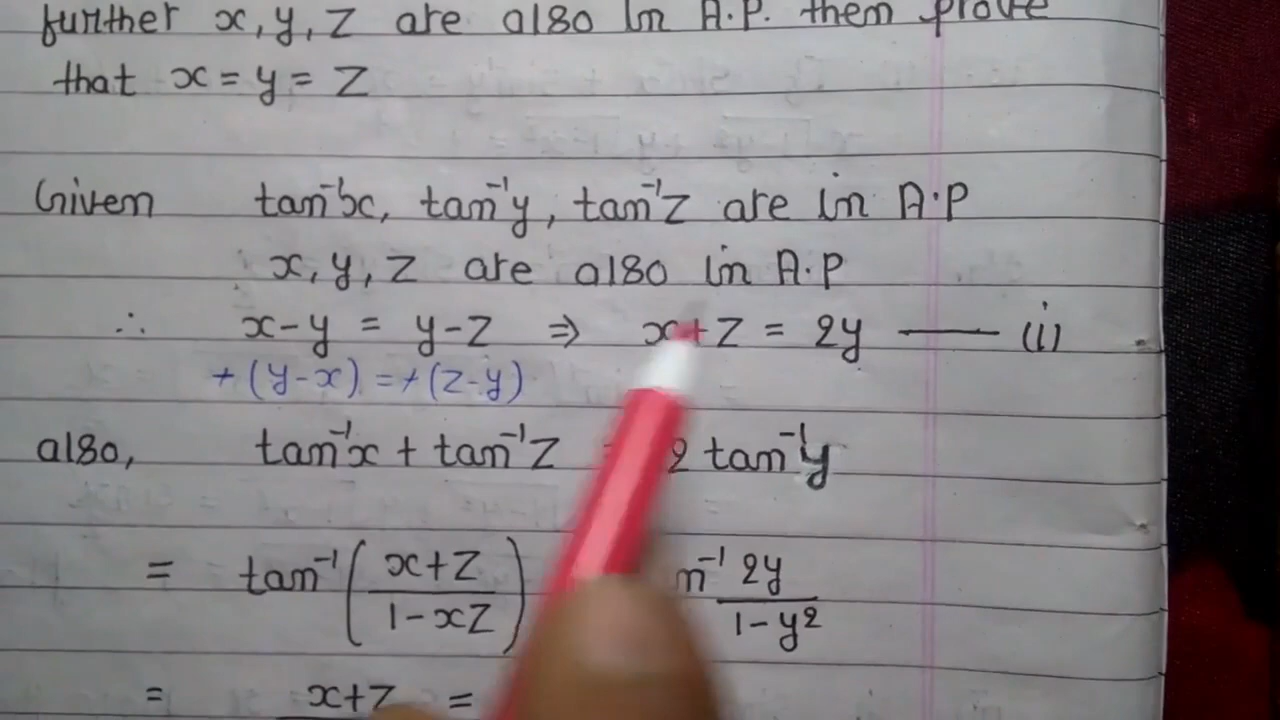 further x, y, z are also in A.P. then prove
that x = y = z
Given tan⁻¹x, tan⁻¹y, tan⁻¹z are in A.P
x, y, z are also in A.P
∴ x-y = y-z ⇒ x+z = 2y —— (i)
+(y-x) = +(z-y)
also, tan⁻¹x + tan⁻¹z = 2 tan⁻¹y
= tan⁻¹((x+z)/(1-xz)) n⁻¹ 2y/(1-y²)
= x+z =